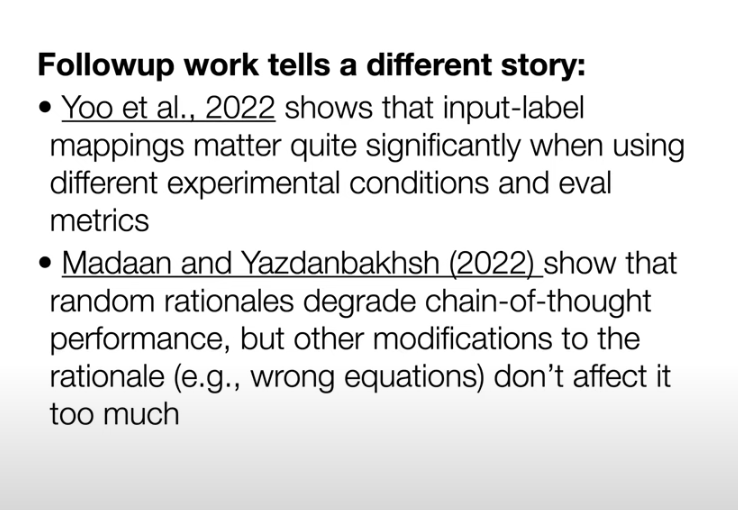 Followup work tells a different story:
• Yoo et al., 2022 shows that input-label
mappings matter quite significantly when using
different experimental conditions and eval
metrics
• Madaan and Yazdanbakhsh (2022) show that
random rationales degrade chain-of-thought
performance, but other modifications to the
rationale (e.g., wrong equations) don’t affect it
too much